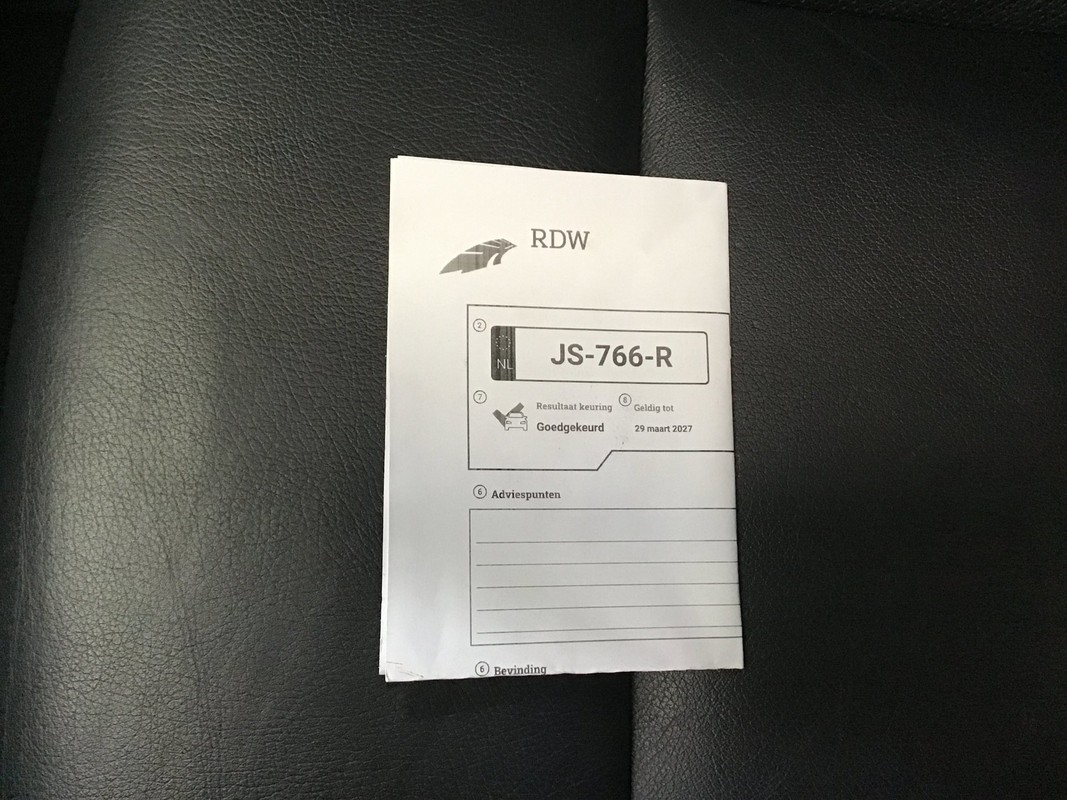 RDW
2
NL
JS-766-R
7
Resultaat keuring
8
Geldig tot
Goedgekeurd
29 maart 2027
6 Adviespunten
6 Bevinding